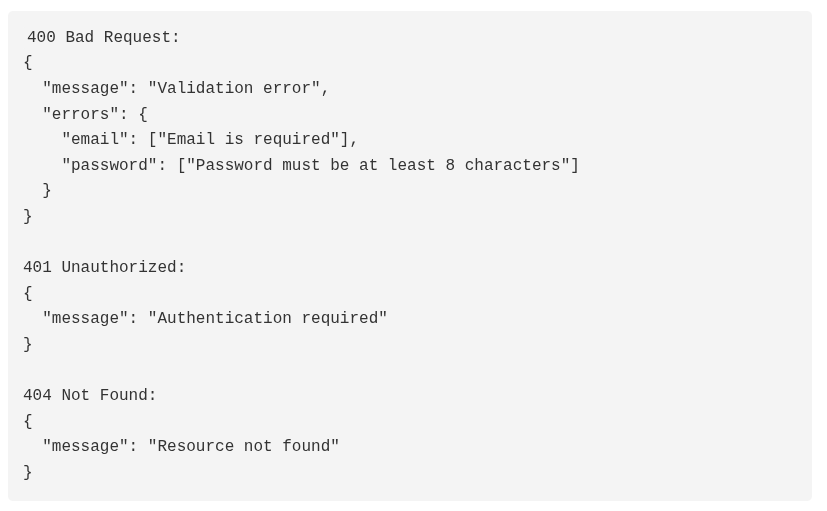 400 Bad Request:
{
  "message": "Validation error",
  "errors": {
    "email": ["Email is required"],
    "password": ["Password must be at least 8 characters"]
  }
}

401 Unauthorized:
{
  "message": "Authentication required"
}

404 Not Found:
{
  "message": "Resource not found"
}